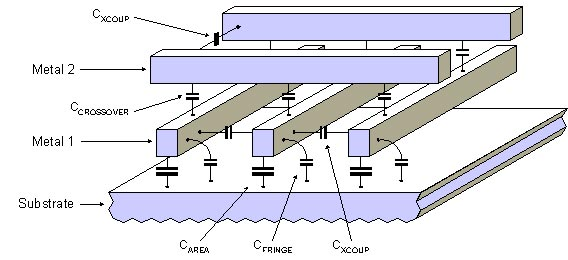 CXCOUP
Metal 2
CCROSSOVER
Metal 1
Substrate
CAREA CFRINGE CXCOUP